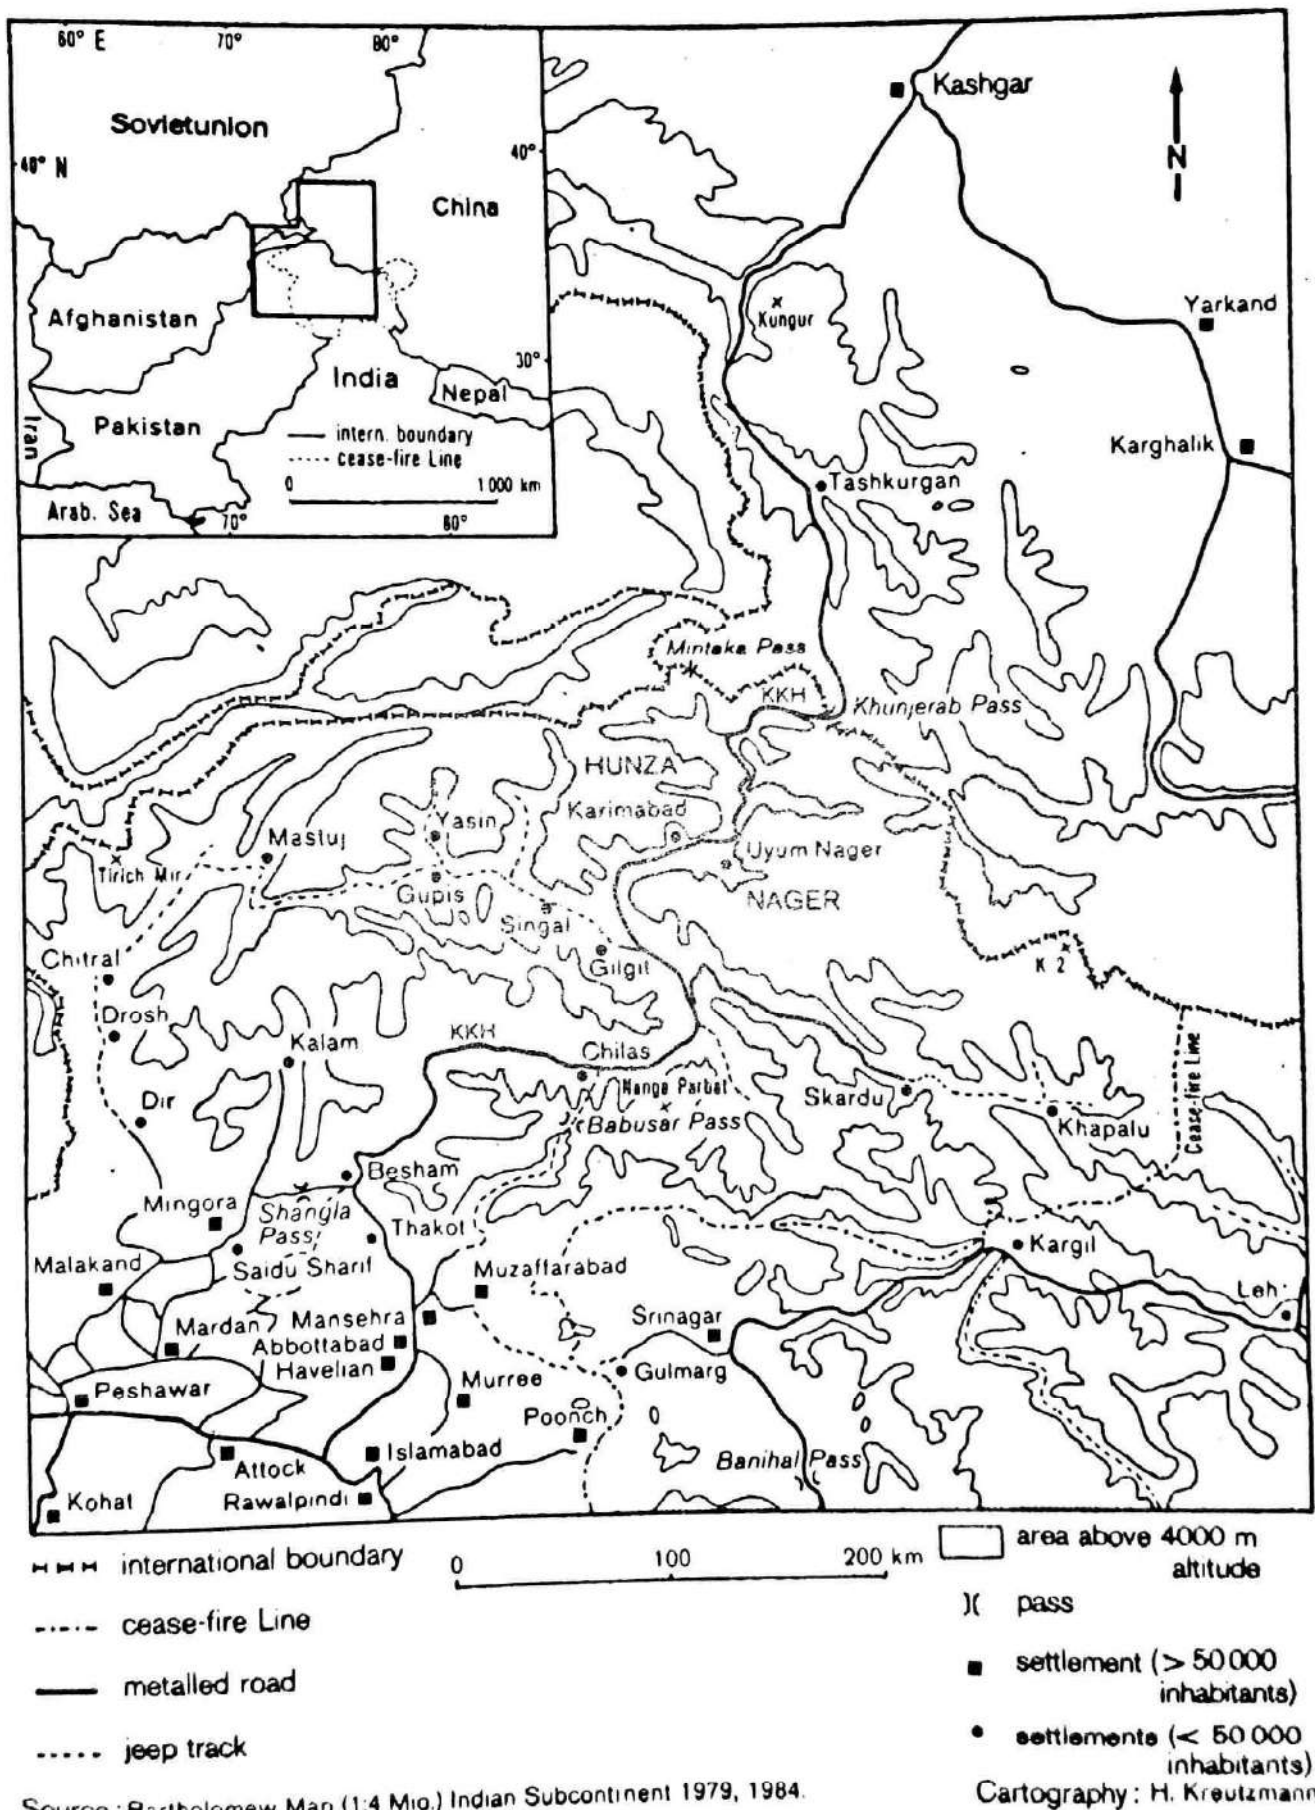 60° E 70° 80°
Sovietunion
40° N
40°
China
Afghanistan
30°
India
Nepal
Iran
Pakistan
intern. boundary
cease-fire Line
0 1000 km
Arab. Sea
70° 80°
Kashgar
N
Kungur
Yarkand
Karghalik
Tashkurgan
Mintaka Pass
KKH
Khunjerab Pass
HUNZA
Karimabad
Yasin
Mastuj
Uyum Nager
Tirich Mir
Gupis
NAGER
Singal
Chitral
Gilgit
K 2
Drosh
KKH
Kalam
Chilas
Cease-fire Line
Nanga Parbat
Skardu
Dir
Babusar Pass
Khapalu
Besham
Mingora
Shangla
Pass
Thakot
Kargil
Malakand
Saidu Sharif
Muzaffarabad
Leh
Mansehra
Srinagar
Mardan
Abbottabad
Havelian
Gulmarg
Peshawar
Murree
Poonch
Islamabad
Banihal Pass
Attock
Kohat
Rawalpindi
international boundary
0 100 200 km
area above 4000 m
altitude
cease-fire Line
pass
metalled road
settlement (> 50 000
inhabitants)
jeep track
settlements (< 50 000
inhabitants)
Source : Bartholomew Map (1:4 Mio.) Indian Subcontinent 1979, 1984.
Cartography : H. Kreutzmann